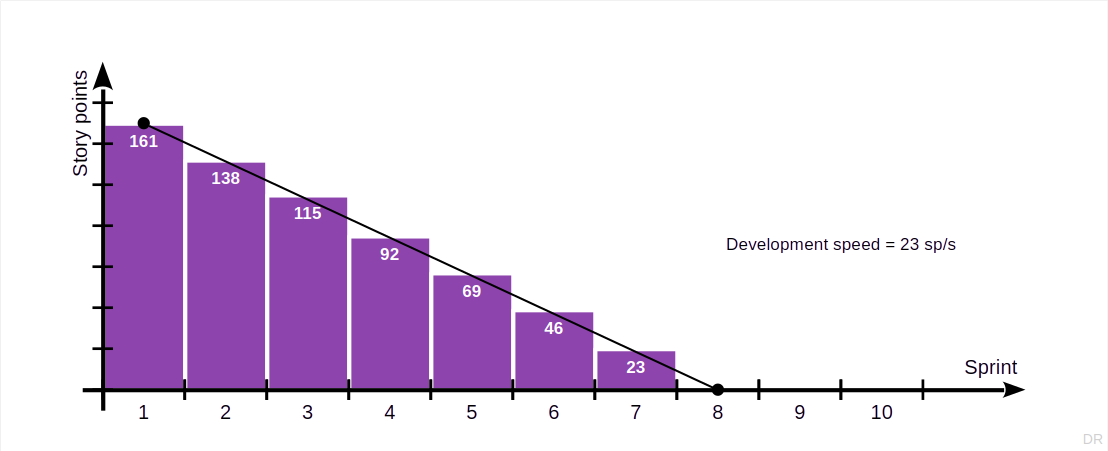 Story points
161
138
115
92
69
46
23
Development speed = 23 sp/s
Sprint
1 2 3 4 5 6 7 8 9 10
DR